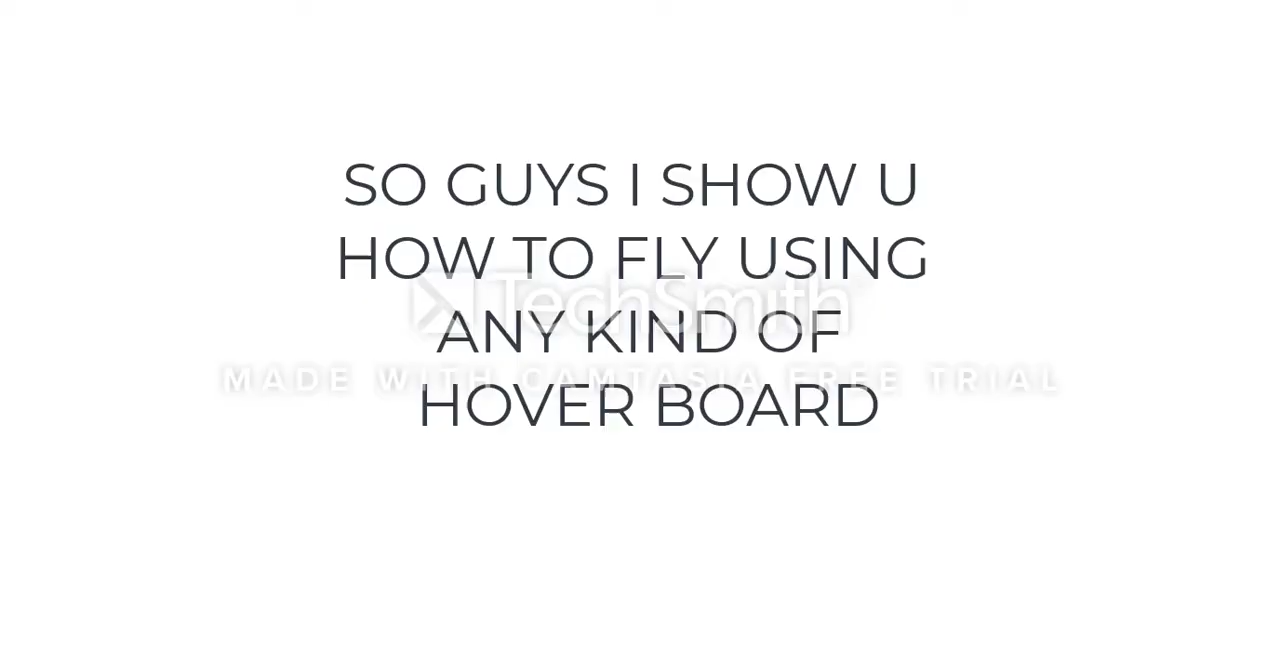 SO GUYS I SHOW U
HOW TO FLY USING
TechSmith
ANY KIND OF
MADE WITH CAMTASIA FREE TRIAL
HOVER BOARD